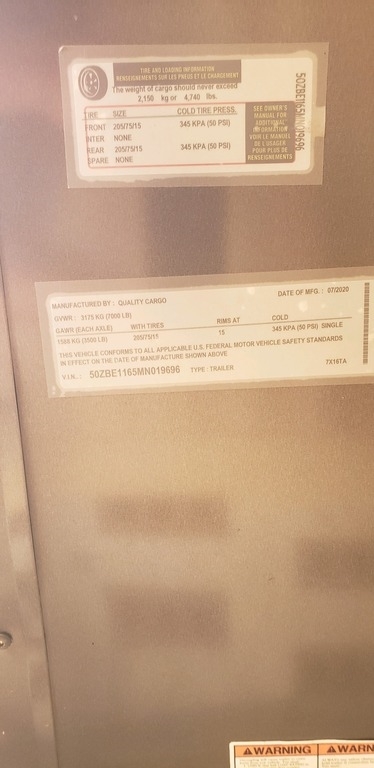 TIRE AND LOADING INFORMATION
RENSEIGNEMENTS SUR LES PNEUS ET LE CHARGEMENT
The weight of cargo should never exceed
2,150 kg or 4,740 lbs.
TIRE SIZE COLD TIRE PRESS.
FRONT 205/75/15 345 KPA (50 PSI)
INTER. NONE
REAR 205/75/15 345 KPA (50 PSI)
SPARE NONE
SEE OWNER'S
MANUAL FOR
ADDITIONAL
INFORMATION
VOIR LE MANUEL
DE L'USAGER
POUR PLUS DE
RENSEIGNEMENTS
50ZBE1165MN019696
MANUFACTURED BY : QUALITY CARGO DATE OF MFG. : 07/2020
GVWR : 3175 KG (7000 LB)
GAWR (EACH AXLE) WITH TIRES RIMS AT COLD
1588 KG (3500 LB) 205/75/15 15 345 KPA (50 PSI) SINGLE
THIS VEHICLE CONFORMS TO ALL APPLICABLE U.S. FEDERAL MOTOR VEHICLE SAFETY STANDARDS
IN EFFECT ON THE DATE OF MANUFACTURE SHOWN ABOVE
V.I.N.. : 50ZBE1165MN019696 TYPE : TRAILER 7X16TA
WARNING WARN